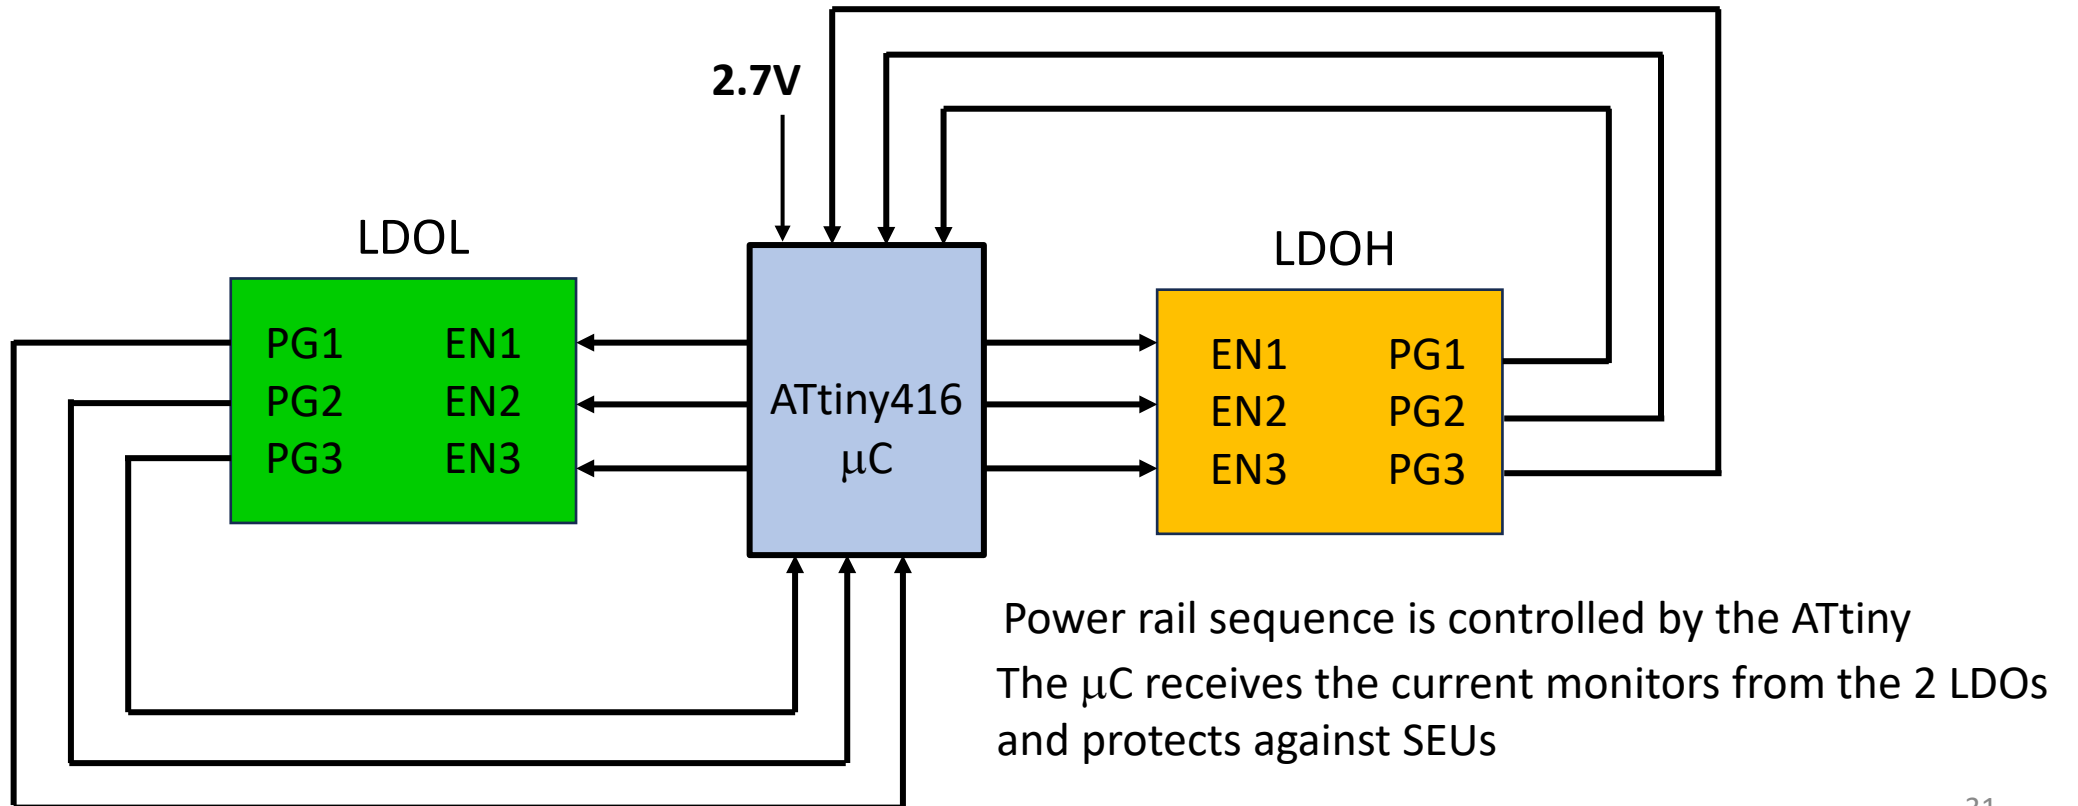 2.7V
LDOL
LDOH
PG1 EN1
PG2 EN2
PG3 EN3
ATtiny416
μC
EN1 PG1
EN2 PG2
EN3 PG3
Power rail sequence is controlled by the ATtiny
The μC receives the current monitors from the 2 LDOs
and protects against SEUs